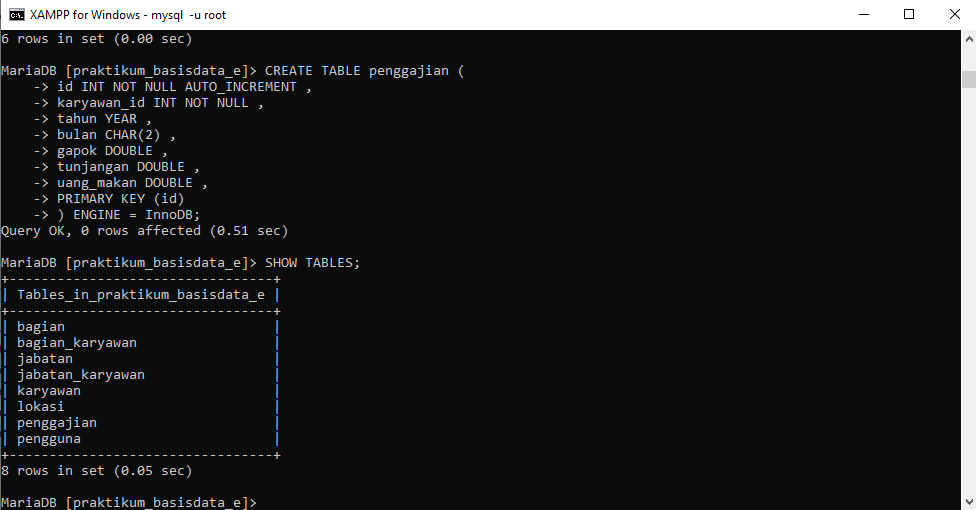 XAMPP for Windows - mysql  -u root
6 rows in set (0.00 sec)
MariaDB [praktikum_basisdata_e]> CREATE TABLE penggajian (
    -> id INT NOT NULL AUTO_INCREMENT ,
    -> karyawan_id INT NOT NULL ,
    -> tahun YEAR ,
    -> bulan CHAR(2) ,
    -> gapok DOUBLE ,
    -> tunjangan DOUBLE ,
    -> uang_makan DOUBLE ,
    -> PRIMARY KEY (id)
    -> ) ENGINE = InnoDB;
Query OK, 0 rows affected (0.51 sec)
MariaDB [praktikum_basisdata_e]> SHOW TABLES;
+---------------------------------+
| Tables_in_praktikum_basisdata_e |
+---------------------------------+
| bagian                          |
| bagian_karyawan                 |
| jabatan                         |
| jabatan_karyawan                |
| karyawan                        |
| lokasi                          |
| penggajian                      |
| pengguna                        |
+---------------------------------+
8 rows in set (0.05 sec)
MariaDB [praktikum_basisdata_e]>